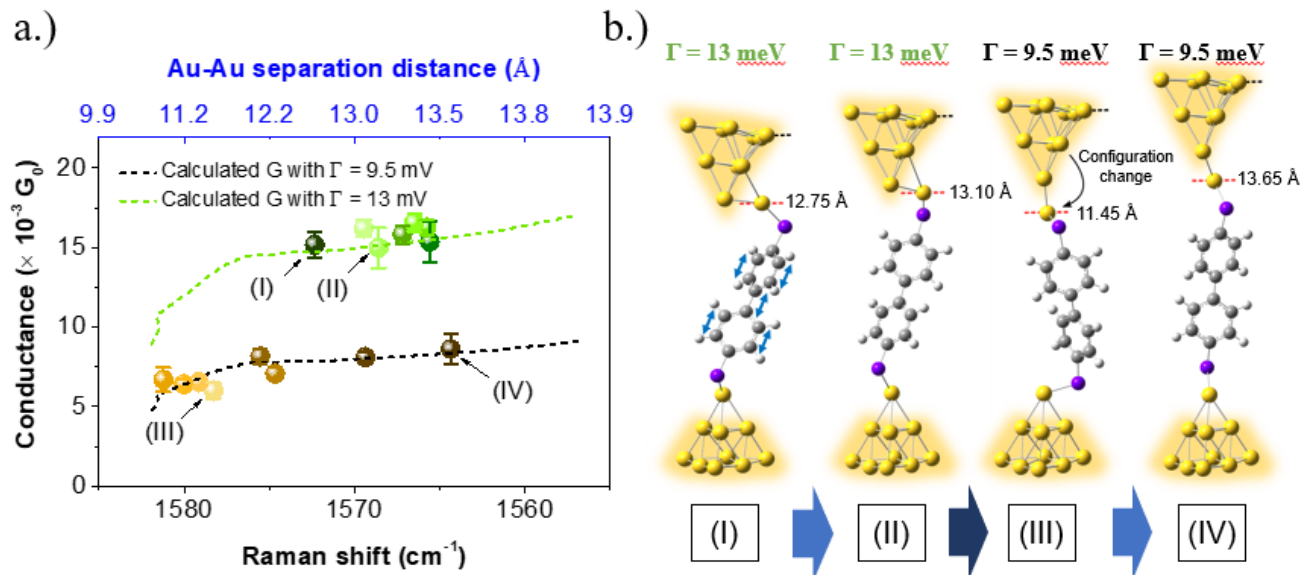 a.)
Au-Au separation distance (Å)
9.9 11.2 12.2 13.0 13.5 13.8 13.9
Calculated G with Γ = 9.5 mV
Calculated G with Γ = 13 mV
Conductance (× 10⁻³ G₀)
20
15
10
5
0
(I)
(II)
(III)
(IV)
1580 1570 1560
Raman shift (cm⁻¹)
b.)
Γ = 13 meV Γ = 13 meV Γ = 9.5 meV Γ = 9.5 meV
12.75 Å
13.10 Å
Configuration
change
11.45 Å
13.65 Å
(I) (II) (III) (IV)